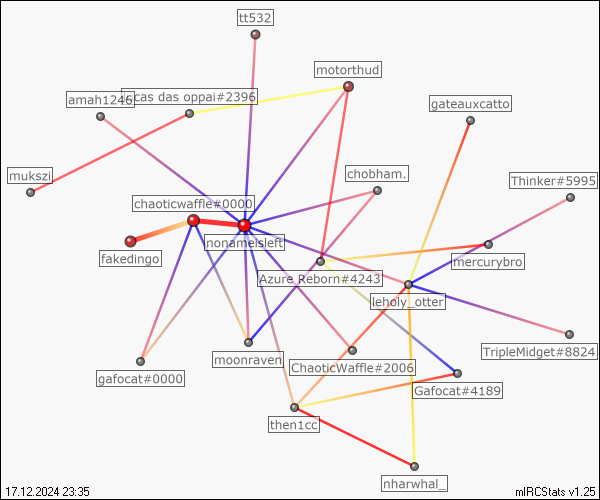 tt532
motorthud
cas das oppai#2396
amah1246
gateauxcatto
mukszi
chobham.
Thinker#5995
chaoticwaffle#0000
nonameisleft
fakedingo
mercurybro
Azure Reborn#4243
leholy_otter
moonraven
TripleMidget#8824
ChaoticWaffle#2006
gafocat#0000
Gafocat#4189
then1cc
nharwhal_
17.12.2024 23:35
mIRCStats v1.25